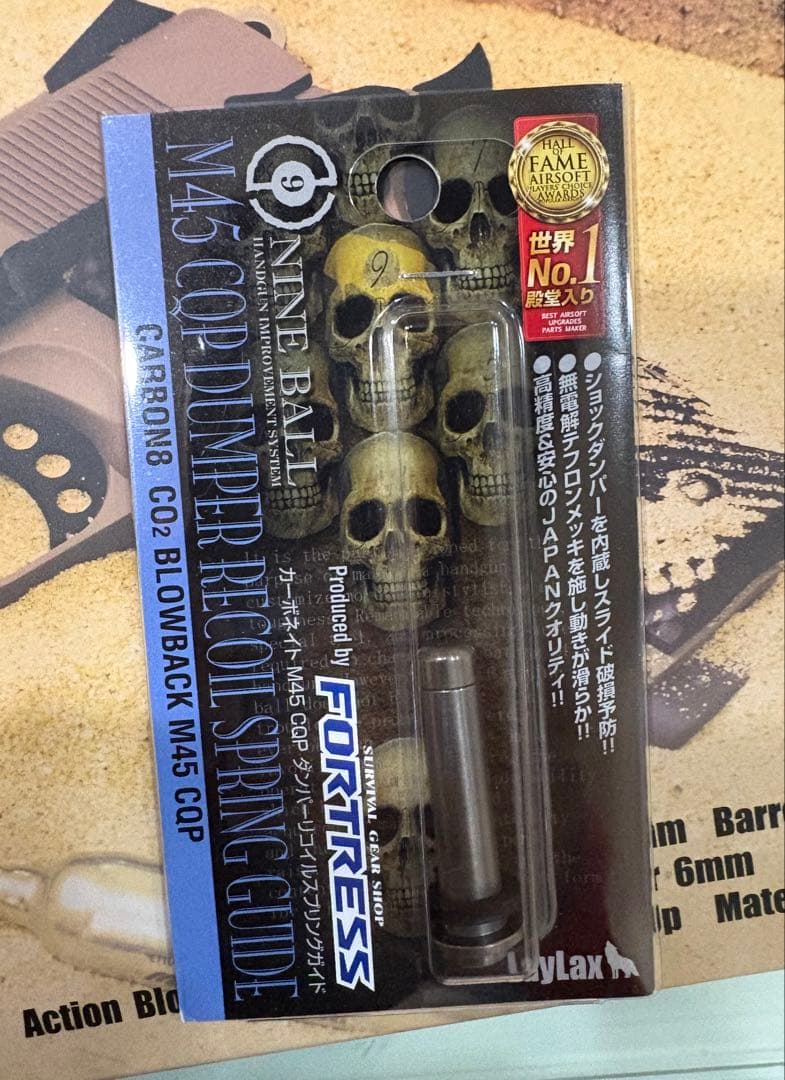 HALL
OF
FAME
AIRSOFT
PLAYERS' CHOICE
AWARDS
世界
No.1
殿堂入り
BEST AIRSOFT
UPGRADES
PARTS MAKER
9
9
NINE BALL
HANDGUN IMPROVEMENT SYSTEM
M45 CQP DUMPER RECOIL SPRING GUIDE
CARBON8 CO2 BLOWBACK M45 CQP
●ショックダンパーを内蔵しスライド破損予防!!
●無電解テフロンメッキを施し動きが滑らか!!
●高精度&安心のJAPANクオリティ!!
Produced by
SURVIVAL GEAR SHOP
FORTRESS
カーボネイト M45 CQP ダンパーリコイルスプリングガイド
LayLax
Barr
6mm
Up Mate
Action Blo